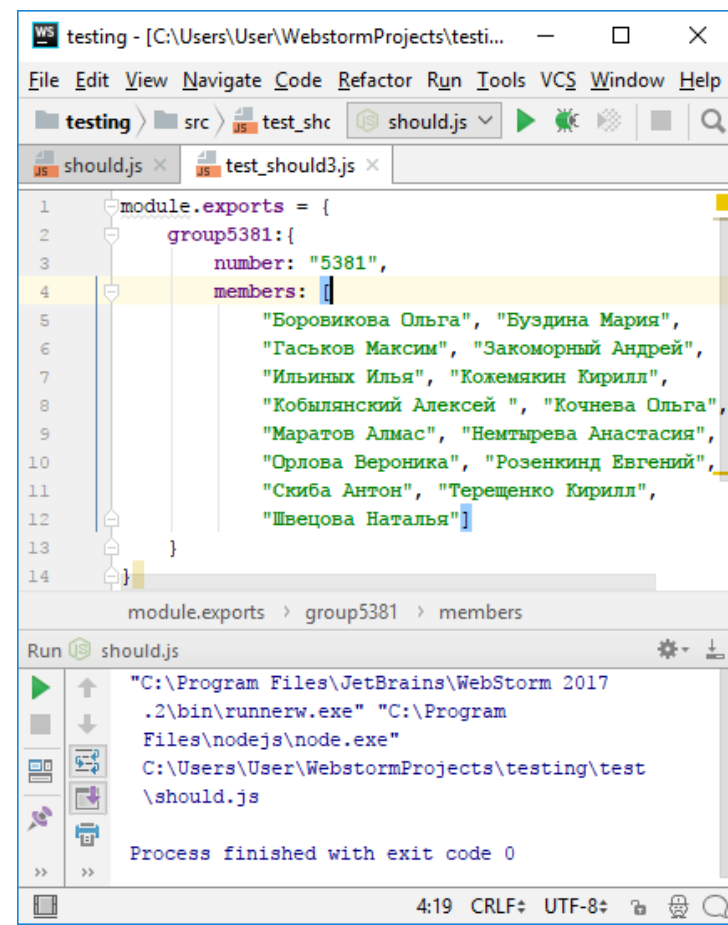 WS testing - [C:\Users\User\WebstormProjects\testi...
File Edit View Navigate Code Refactor Run Tools VCS Window Help
testing src JS test_shc should.js
JS should.js JS test_should3.js
1 module.exports = {
2 group5381:{
3 number: "5381",
4 members: [
5 "Боровикова Ольга", "Буздина Мария",
6 "Гаськов Максим", "Закоморный Андрей",
7 "Ильиных Илья", "Кожемякин Кирилл",
8 "Кобылянский Алексей ", "Кочнева Ольга",
9 "Маратов Алмас", "Немтырева Анастасия",
10 "Орлова Вероника", "Розенкинд Евгений",
11 "Скиба Антон", "Терещенко Кирилл",
12 "Швецова Наталья"]
13 }
14 }
module.exports › group5381 › members
Run should.js
"C:\Program Files\JetBrains\WebStorm 2017
.2\bin\runnerw.exe" "C:\Program
Files\nodejs\node.exe"
C:\Users\User\WebstormProjects\testing\test
\should.js
Process finished with exit code 0
4:19 CRLF UTF-8